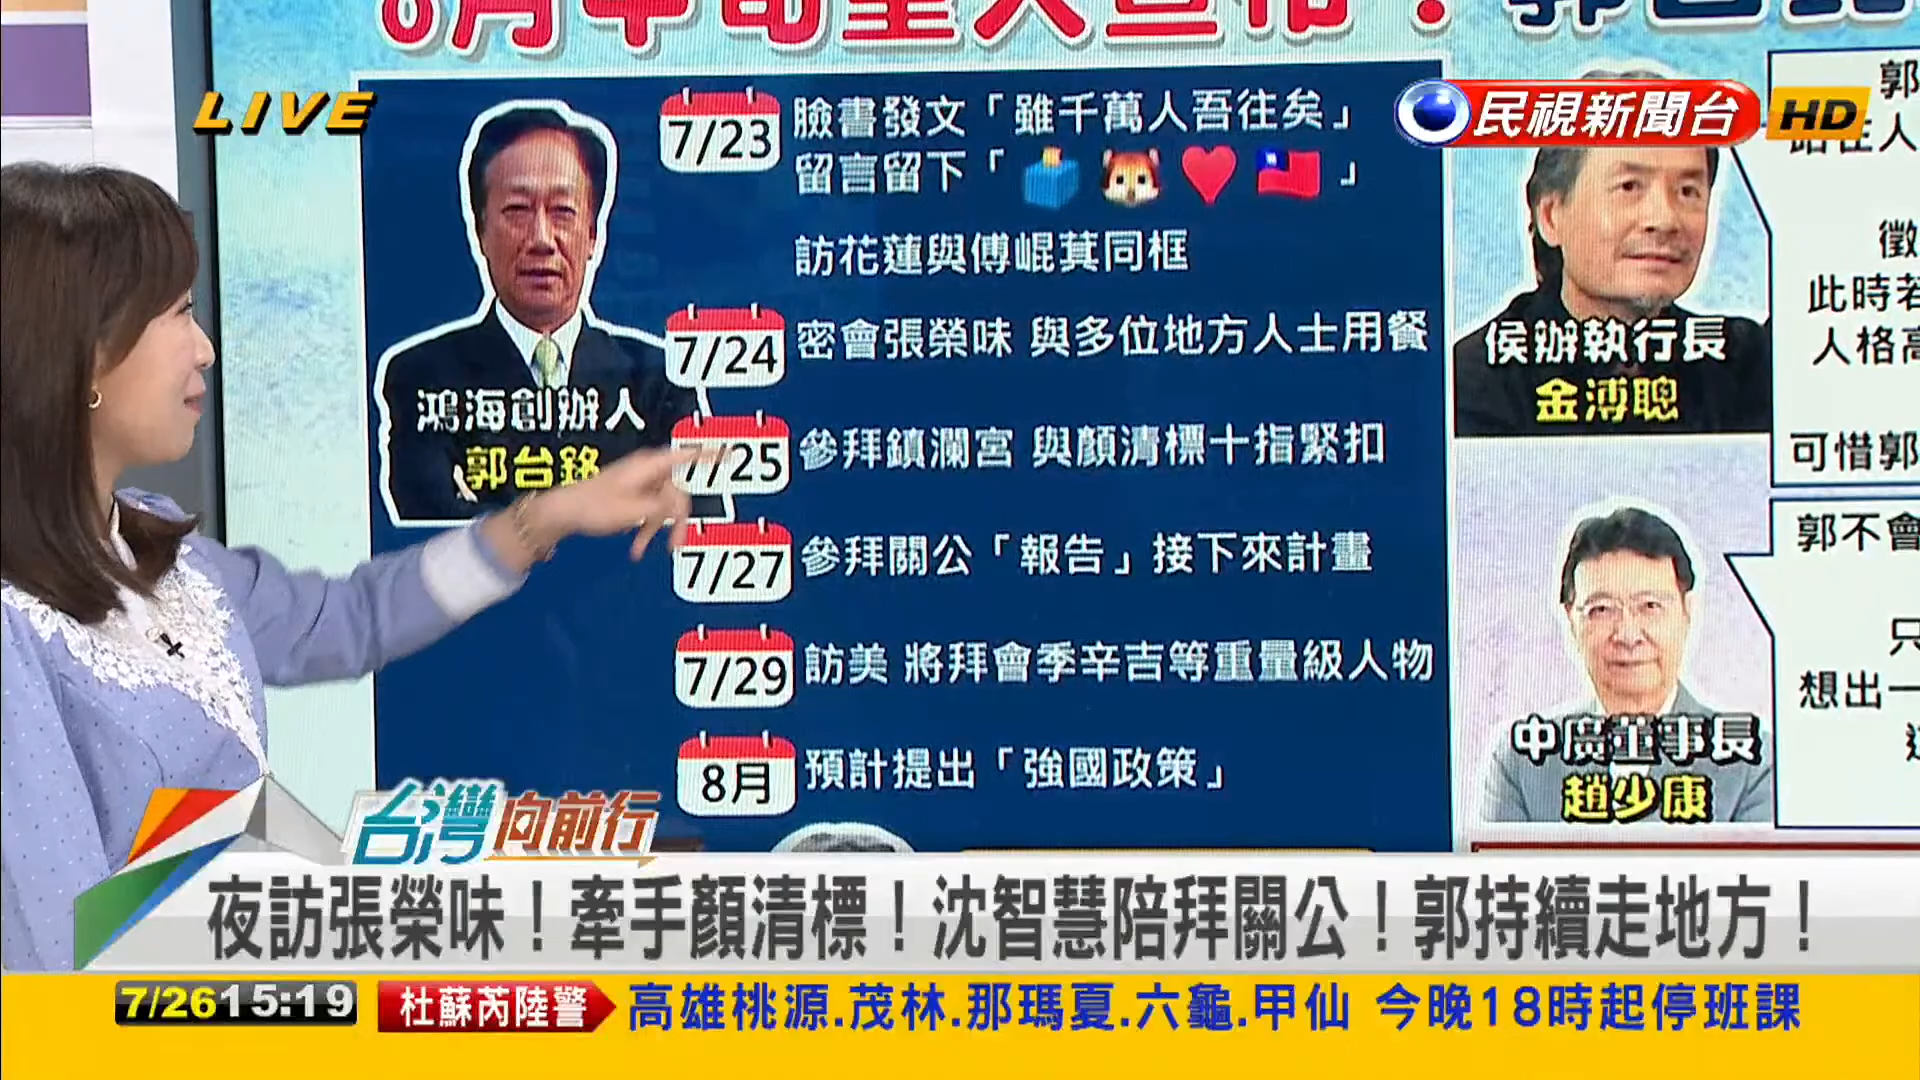 LIVE
民視新聞台 HD
7/23 臉書發文「雖千萬人吾往矣」
留言留下「 」
訪花蓮與傅崐萁同框
7/24 密會張榮味 與多位地方人士用餐
7/25 參拜鎮瀾宮 與顏清標十指緊扣
7/27 參拜關公「報告」接下來計畫
7/29 訪美 將拜會季辛吉等重量級人物
8月 預計提出「強國政策」
鴻海創辦人
郭台銘
侯辦執行長
金溥聰
郭
徵
此時若
人格高
可惜郭
中廣董事長
趙少康
郭不會
只
想出一
台灣向前行
夜訪張榮味！牽手顏清標！沈智慧陪拜關公！郭持續走地方！
7/26 15:19 杜蘇芮陸警 高雄桃源.茂林.那瑪夏.六龜.甲仙 今晚18時起停班課